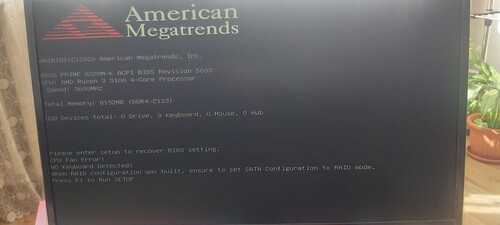 American
Megatrends
AMIBIOS(C)2020 American Megatrends, Inc.
ASUS PRIME A320M-K ACPI BIOS Revision 5603
CPU: AMD Ryzen 3 3100 4-Core Processor
Speed: 3600MHz
Total Memory: 8192MB (DDR4-2133)
USB Devices total: 0 Drive, 0 Keyboard, 0 Mouse, 0 Hub
Please enter setup to recover BIOS setting.
CPU Fan Error!
NO Keyboard Detected!
When RAID configuration was built, ensure to set SATA Configuration to RAID mode.
Press F1 to Run SETUP